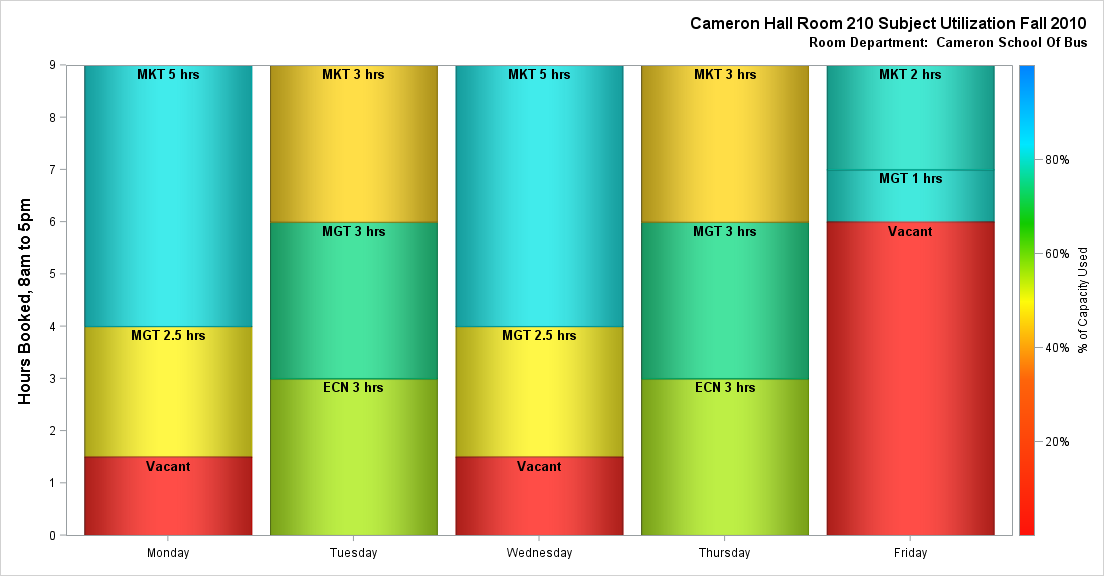 Cameron Hall Room 210 Subject Utilization Fall 2010
Room Department:  Cameron School Of Bus
Hours Booked, 8am to 5pm
9
8
7
6
5
4
3
2
1
0
MKT 5 hrs
MGT 2.5 hrs
Vacant
MKT 3 hrs
MGT 3 hrs
ECN 3 hrs
MKT 5 hrs
MGT 2.5 hrs
Vacant
MKT 3 hrs
MGT 3 hrs
ECN 3 hrs
MKT 2 hrs
MGT 1 hrs
Vacant
Monday
Tuesday
Wednesday
Thursday
Friday
80%
60%
40%
20%
% of Capacity Used